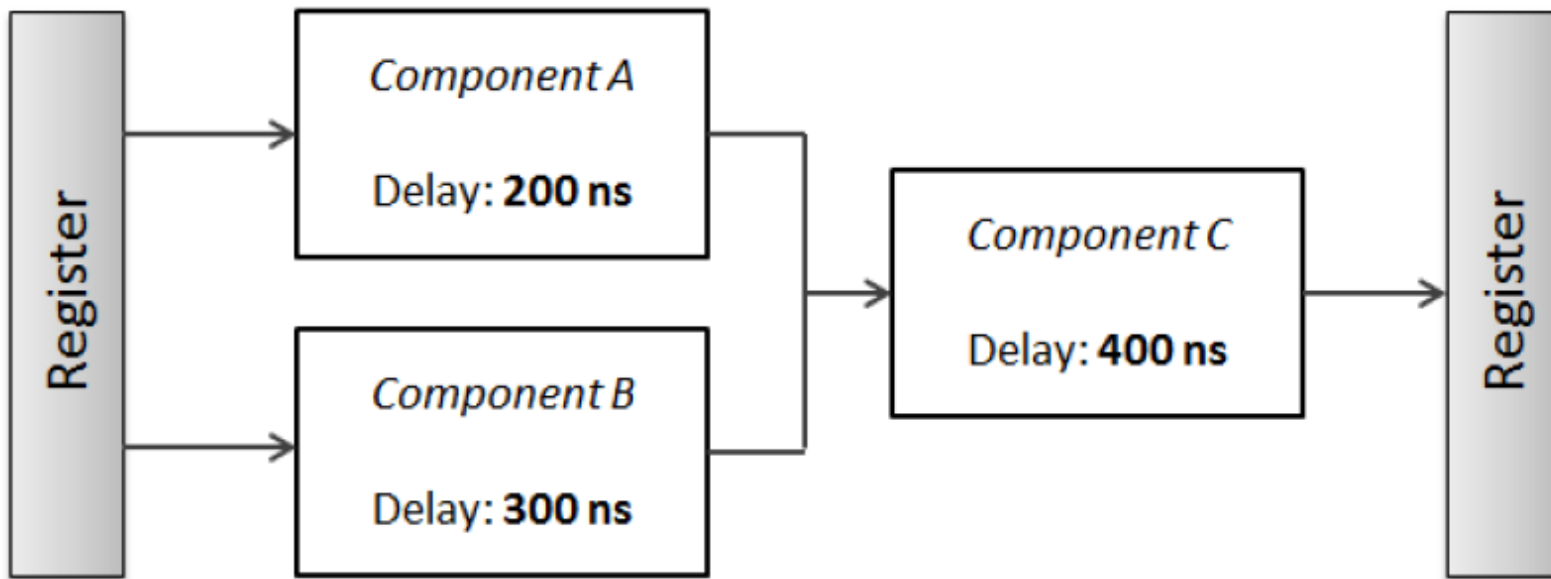 Register
Component A
Delay: 200 ns
Component B
Delay: 300 ns
Component C
Delay: 400 ns
Register